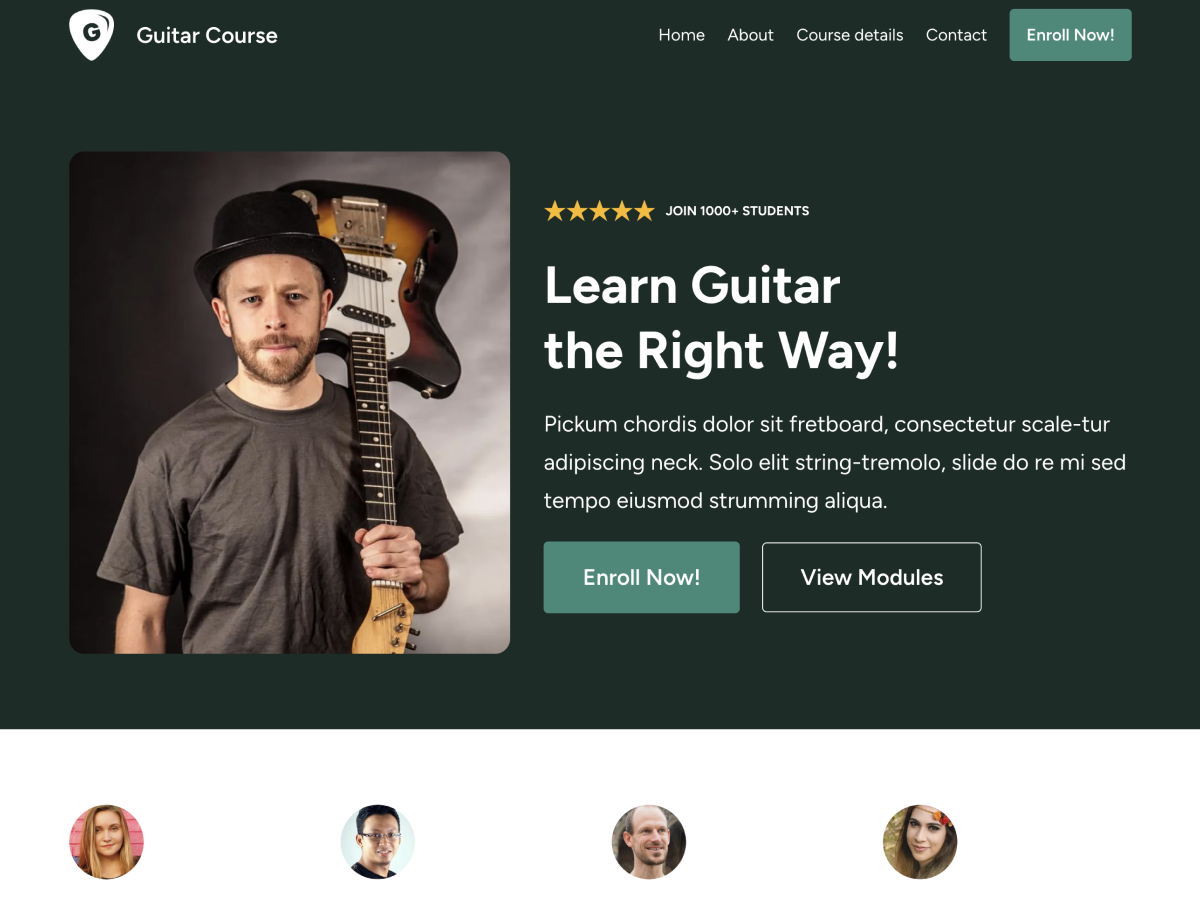 G
Guitar Course
Home
About
Course details
Contact
Enroll Now!
JOIN 1000+ STUDENTS
Learn Guitar
the Right Way!
Pickum chordis dolor sit fretboard, consectetur scale-tur
adipiscing neck. Solo elit string-tremolo, slide do re mi sed
tempo eiusmod strumming aliqua.
Enroll Now!
View Modules